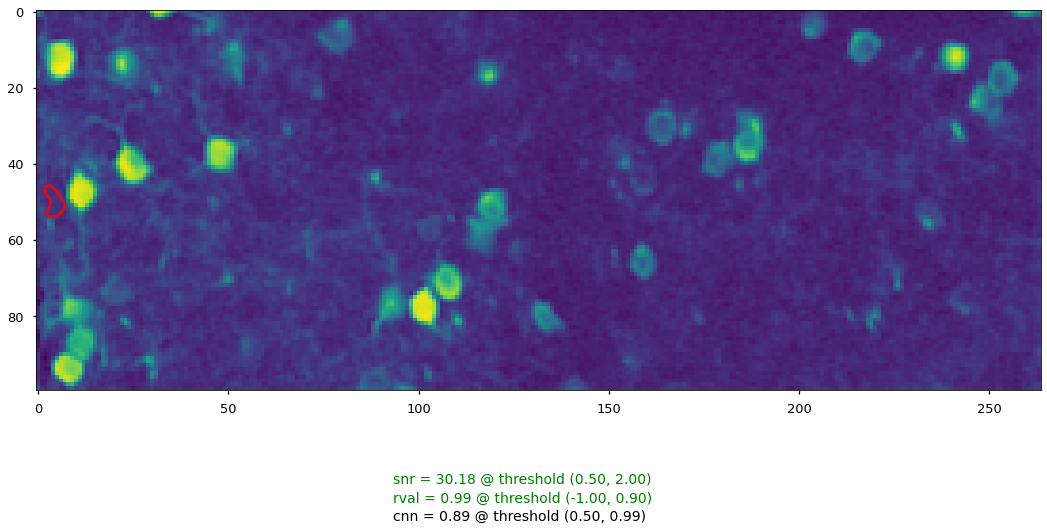 0
20
40
60
80
0 50 100 150 200 250
snr = 30.18 @ threshold (0.50, 2.00)
rval = 0.99 @ threshold (-1.00, 0.90)
cnn = 0.89 @ threshold (0.50, 0.99)